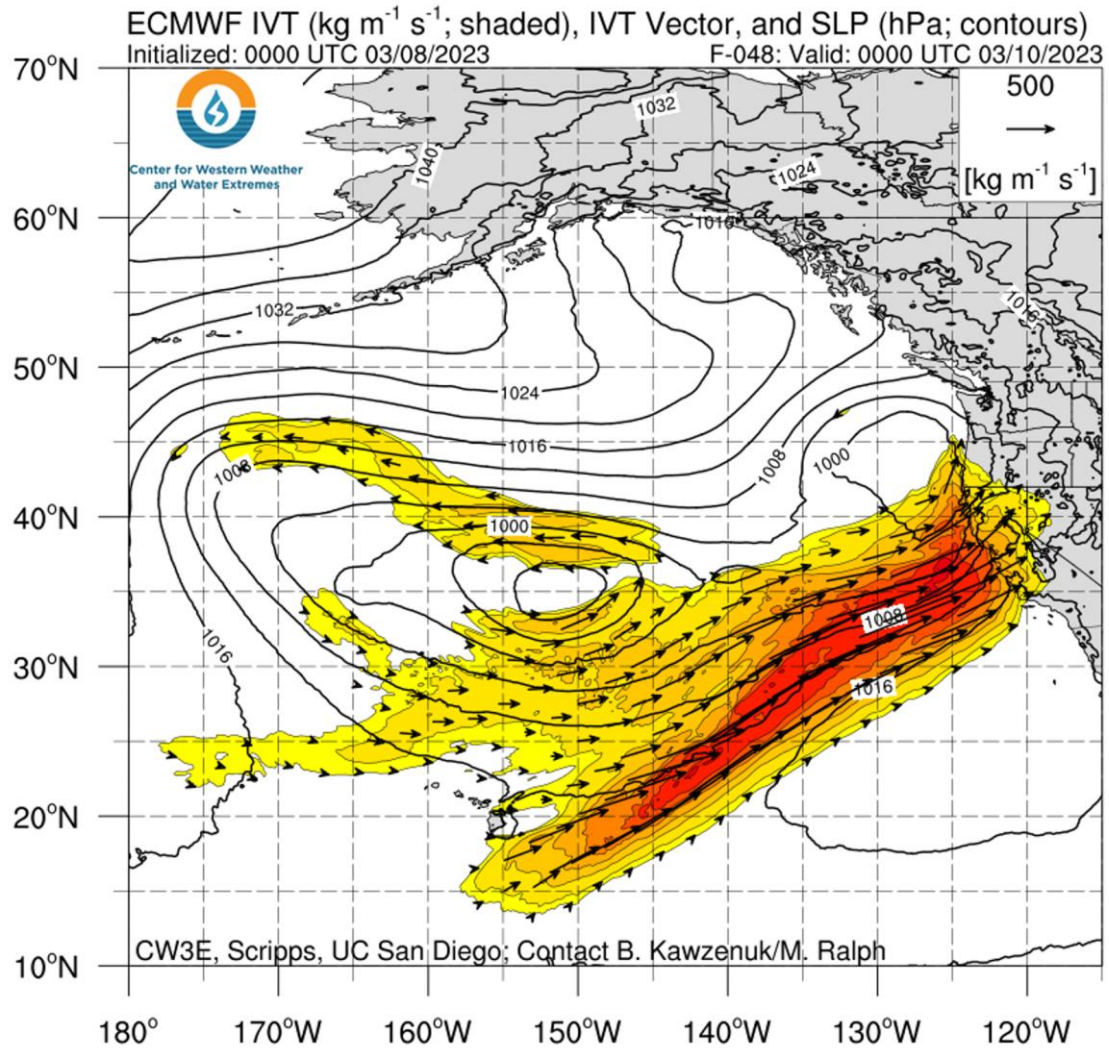 ECMWF IVT (kg m⁻¹ s⁻¹; shaded), IVT Vector, and SLP (hPa; contours)
Initialized: 0000 UTC 03/08/2023 F-048: Valid: 0000 UTC 03/10/2023
70°N
500
[kg m⁻¹ s⁻¹]
Center for Western Weather
and Water Extremes
1032
1040
1024
60°N
1016
1032
1016
50°N
1024
1016
1008
1000
1008
40°N
1000
1008
1016
30°N
1016
20°N
CW3E, Scripps, UC San Diego; Contact B. Kawzenuk/M. Ralph
10°N
180° 170°W 160°W 150°W 140°W 130°W 120°W